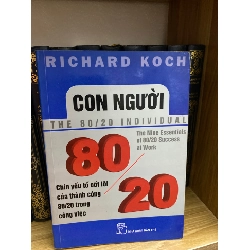 RICHARD KOCH
CON NGƯỜI
THE 80/20 INDIVIDUAL
The Nine Essentials
of 80/20 Success
at Work
80/20
Chín yếu tố cốt lõi
của thành công
80/20 trong
công việc